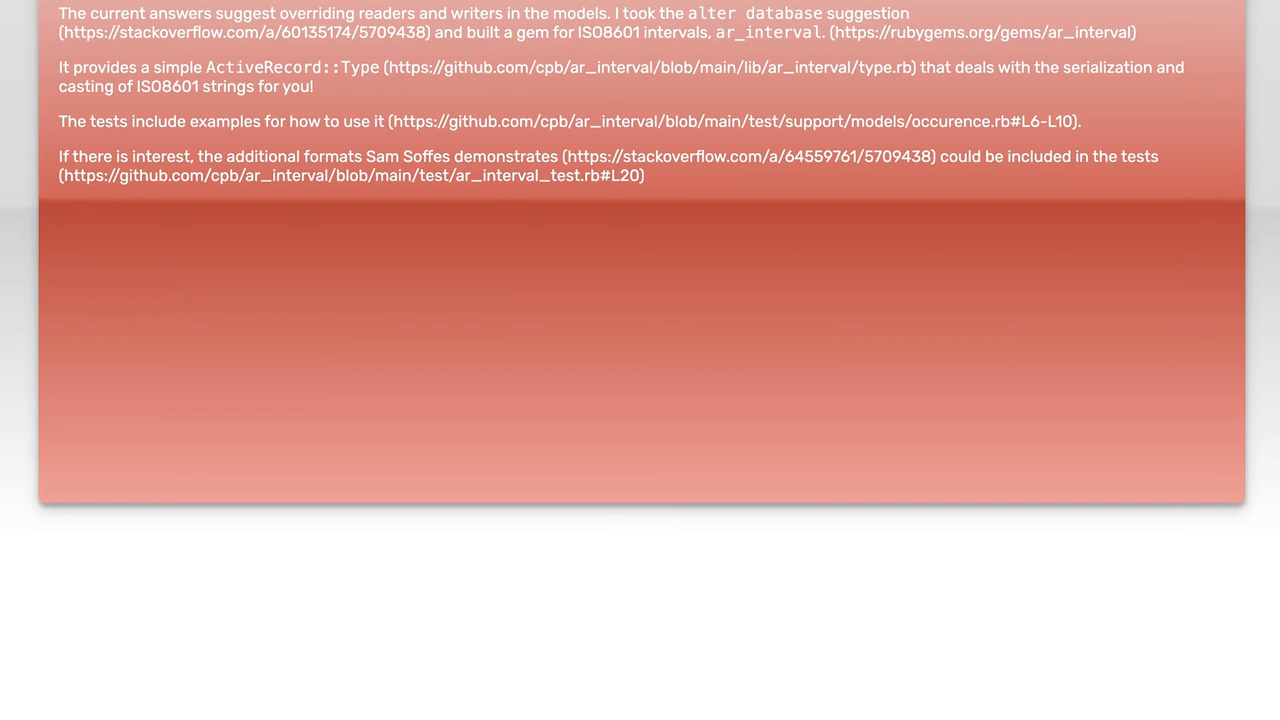 The current answers suggest overriding readers and writers in the models. I took the alter database suggestion
(https://stackoverflow.com/a/60135174/5709438) and built a gem for ISO8601 intervals, ar_interval. (https://rubygems.org/gems/ar_interval)
It provides a simple ActiveRecord::Type (https://github.com/cpb/ar_interval/blob/main/lib/ar_interval/type.rb) that deals with the serialization and
casting of ISO8601 strings for you!
The tests include examples for how to use it (https://github.com/cpb/ar_interval/blob/main/test/support/models/occurence.rb#L6-L10).
If there is interest, the additional formats Sam Soffes demonstrates (https://stackoverflow.com/a/64559761/5709438) could be included in the tests
(https://github.com/cpb/ar_interval/blob/main/test/ar_interval_test.rb#L20)